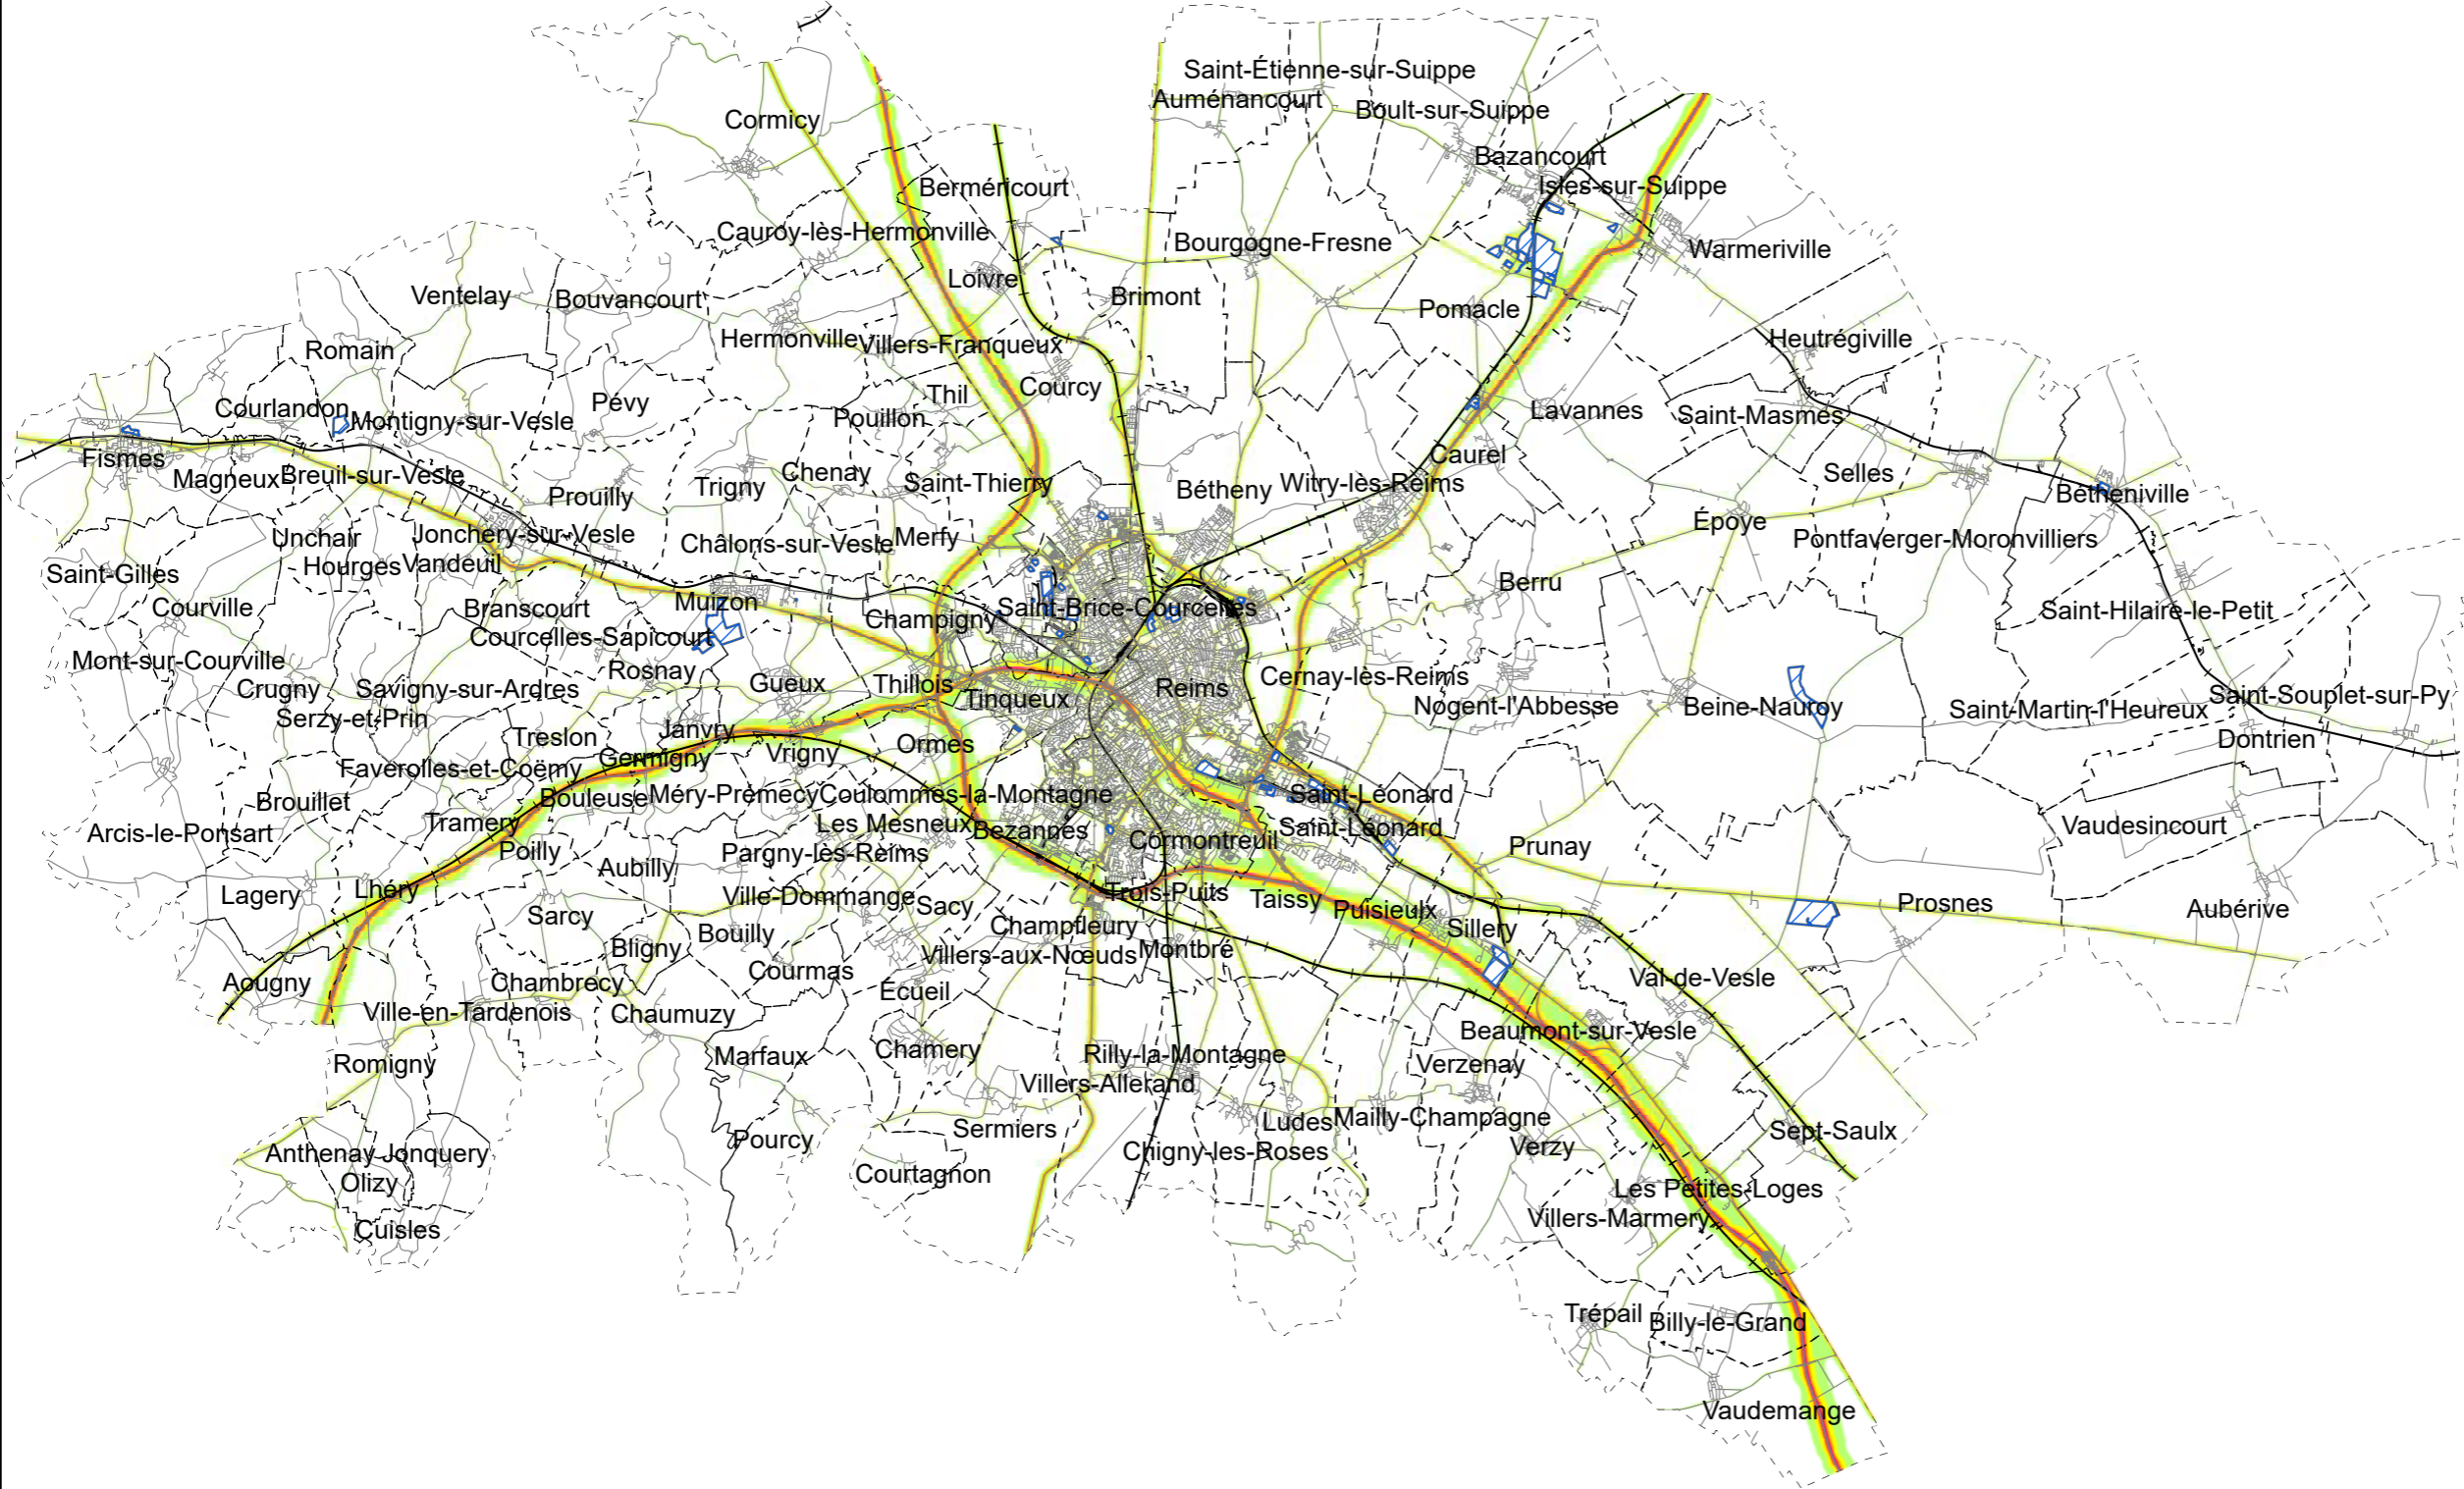 Saint-Étienne-sur-Suippe
Auménancourt
Boult-sur-Suippe
Cormicy
Bazancourt
Isles-sur-Suippe
Berméricourt
Cauroy-lès-Hermonville
Bourgogne-Fresne
Warmeriville
Loivre
Ventelay
Bouvancourt
Brimont
Pomacle
Hermonville
Villers-Franqueux
Heutrégiville
Romain
Courcy
Thil
Pévy
Courlandon
Montigny-sur-Vesle
Pouillon
Lavannes
Saint-Masmes
Fismes
Magneux
Breuil-sur-Vesle
Caurel
Chenay
Selles
Prouilly
Trigny
Saint-Thierry
Bétheny
Witry-lès-Reims
Bétheniville
Époye
Unchair
Jonchery-sur-Vesle
Châlons-sur-Vesle
Merfy
Pontfaverger-Moronvilliers
Saint-Gilles
Hourges
Vandeuil
Berru
Courville
Branscourt
Muizon
Champigny
Saint-Brice-Courcelles
Saint-Hilaire-le-Petit
Courcelles-Sapicourt
Mont-sur-Courville
Rosnay
Cernay-lès-Reims
Crugny
Savigny-sur-Ardres
Gueux
Thillois
Tinqueux
Reims
Nogent-l'Abbesse
Beine-Nauroy
Saint-Martin-l'Heureux
Saint-Souplet-sur-Py
Serzy-et-Prin
Treslon
Janvry
Germigny
Vrigny
Ormes
Dontrien
Faverolles-et-Coëmy
Brouillet
Bouleuse
Méry-Prémecy
Coulommes-la-Montagne
Saint-Léonard
Arcis-le-Ponsart
Tramery
Les Mesneux
Bezannes
Cormontreuil
Saint-Léonard
Vaudesincourt
Poilly
Aubilly
Pargny-lès-Reims
Prunay
Lagery
Lhéry
Ville-Dommange
Sacy
Trois-Puits
Taissy
Puisieulx
Prosnes
Aubérive
Sarcy
Champfleury
Sillery
Bligny
Bouilly
Villers-aux-Nœuds
Montbré
Aougny
Chambrecy
Courmas
Écueil
Val-de-Vesle
Ville-en-Tardenois
Chaumuzy
Beaumont-sur-Vesle
Romigny
Marfaux
Chamery
Rilly-la-Montagne
Verzenay
Villers-Allerand
Sermiers
Ludes
Mailly-Champagne
Sept-Saulx
Anthenay
Jonquery
Pourcy
Chigny-les-Roses
Verzy
Olizy
Courtagnon
Les Petites-Loges
Cuisles
Villers-Marmery
Trépail
Billy-le-Grand
Vaudemange